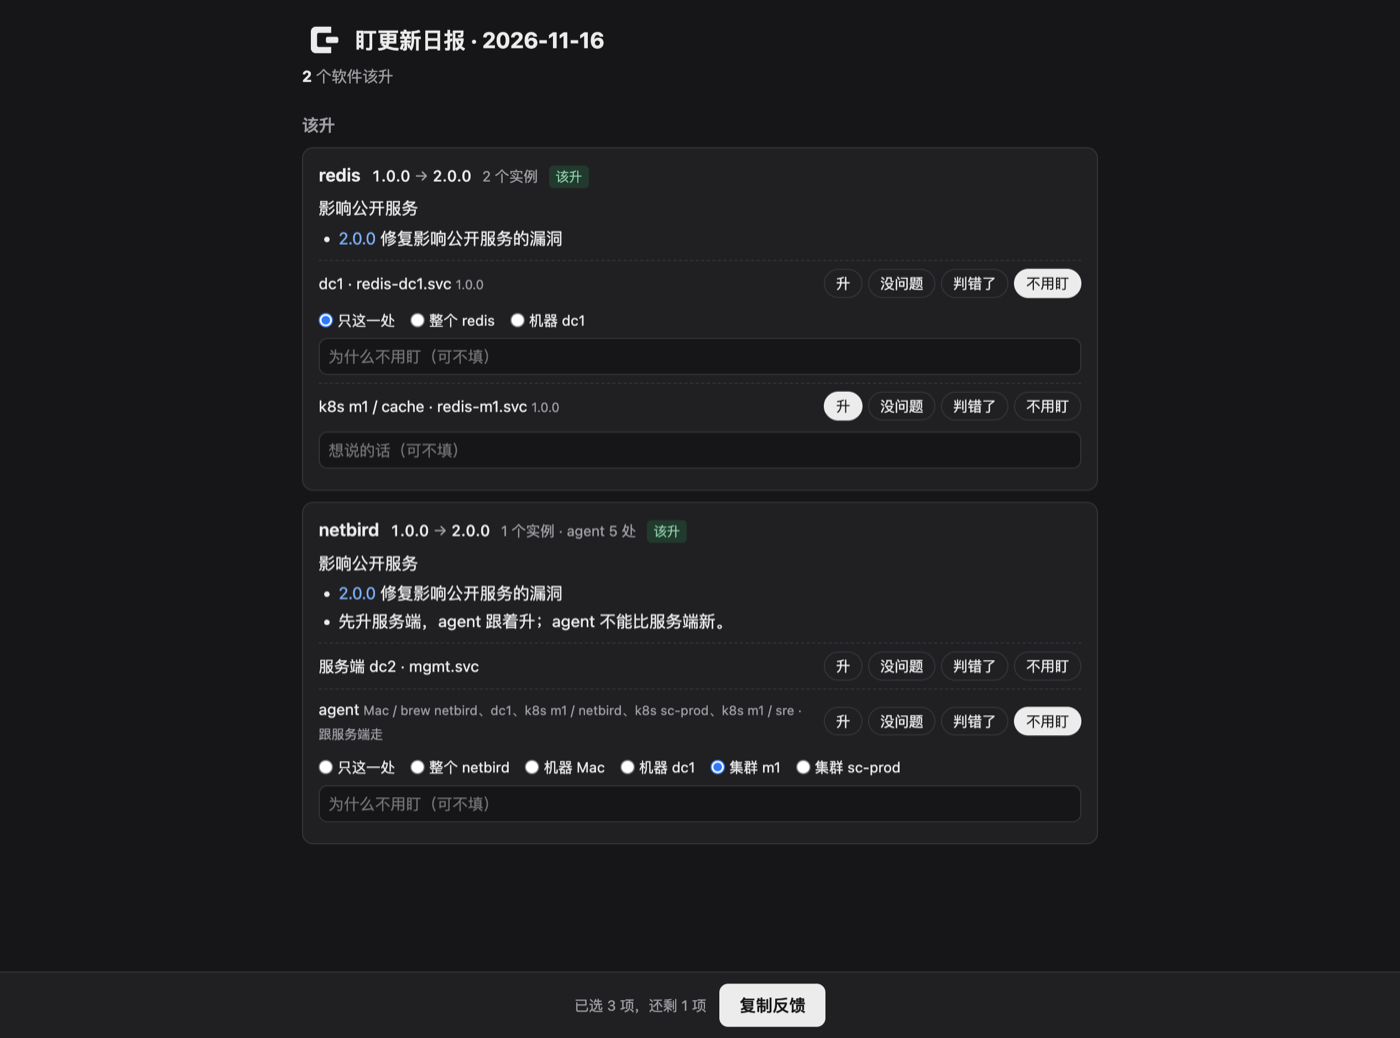 盯更新日报 · 2026-11-16
2 个软件该升
该升
redis 1.0.0 → 2.0.0 2 个实例 该升
影响公开服务
• 2.0.0 修复影响公开服务的漏洞
dc1 · redis-dc1.svc 1.0.0 升 没问题 判错了 不用盯
只这一处 整个 redis 机器 dc1
为什么不用盯（可不填）
k8s m1 / cache · redis-m1.svc 1.0.0 升 没问题 判错了 不用盯
想说的话（可不填）
netbird 1.0.0 → 2.0.0 1 个实例 · agent 5 处 该升
影响公开服务
• 2.0.0 修复影响公开服务的漏洞
• 先升服务端，agent 跟着升；agent 不能比服务端新。
服务端 dc2 · mgmt.svc 升 没问题 判错了 不用盯
agent Mac / brew netbird、dc1、k8s m1 / netbird、k8s sc-prod、k8s m1 / sre ·
跟服务端走 升 没问题 判错了 不用盯
只这一处 整个 netbird 机器 Mac 机器 dc1 集群 m1 集群 sc-prod
为什么不用盯（可不填）
已选 3 项，还剩 1 项 复制反馈